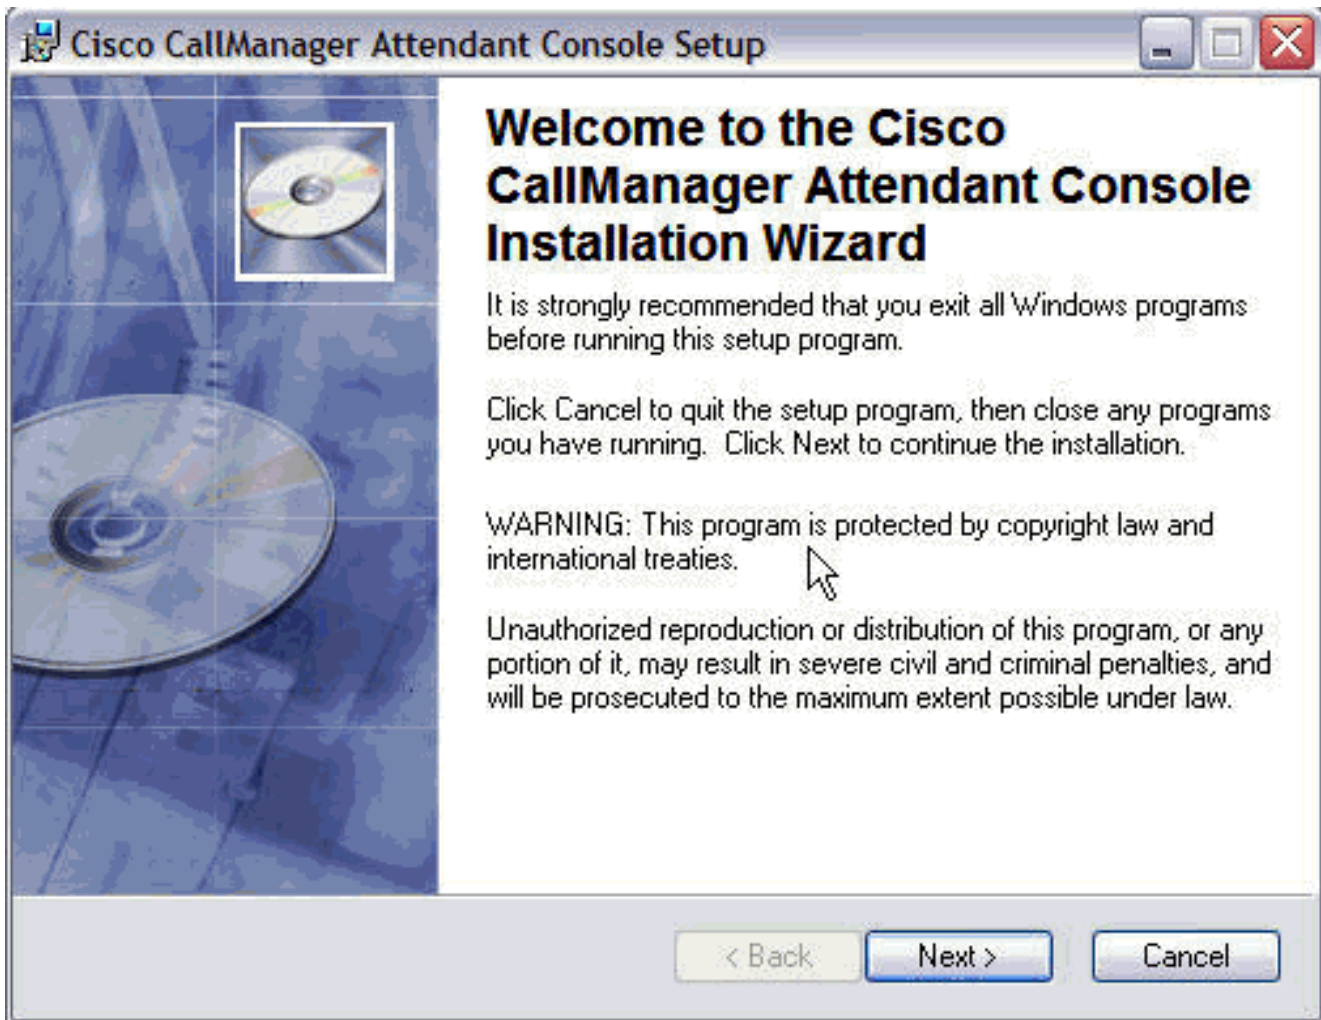 Cisco CallManager Attendant Console Setup
Welcome to the Cisco
CallManager Attendant Console
Installation Wizard
It is strongly recommended that you exit all Windows programs
before running this setup program.
Click Cancel to quit the setup program, then close any programs
you have running.  Click Next to continue the installation.
WARNING: This program is protected by copyright law and
international treaties.
Unauthorized reproduction or distribution of this program, or any
portion of it, may result in severe civil and criminal penalties, and
will be prosecuted to the maximum extent possible under law.
< Back
Next >
Cancel